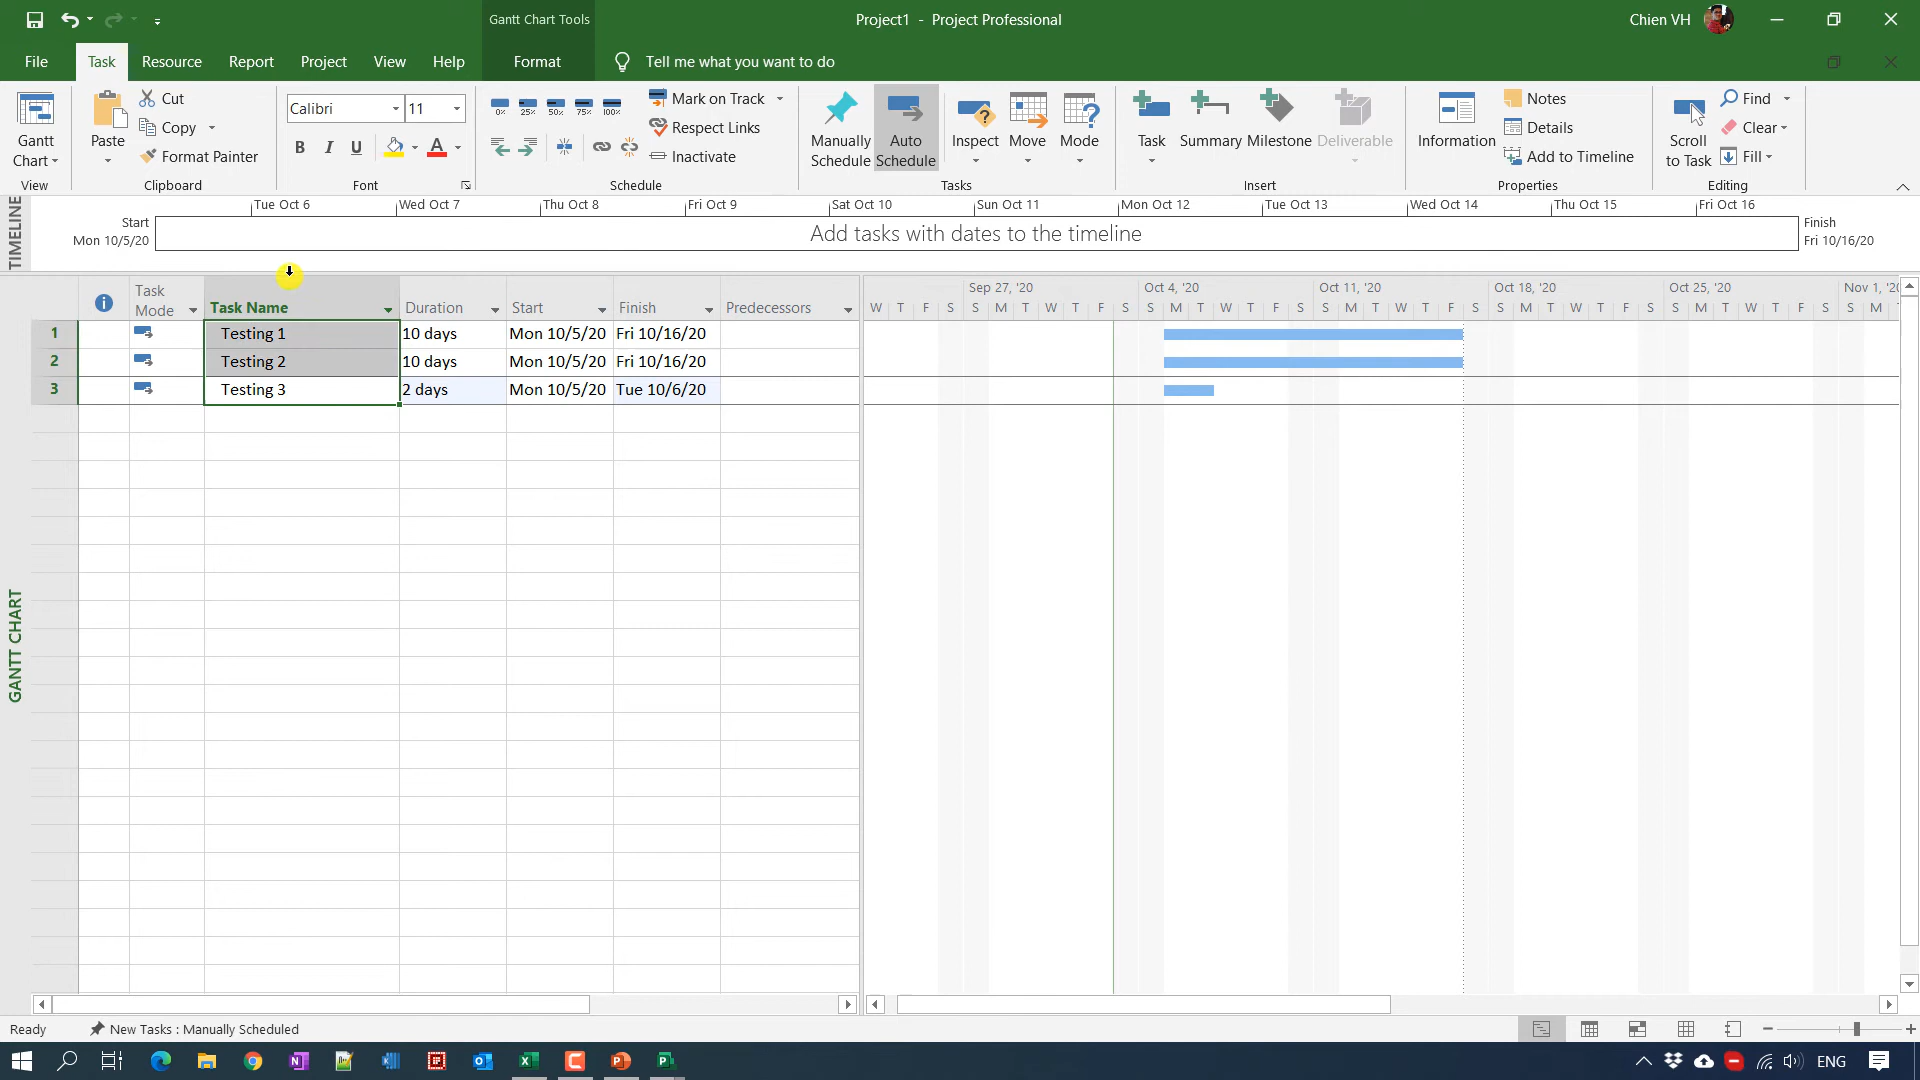 Gantt Chart Tools
Project1 - Project Professional
Chien VH
File Task Resource Report Project View Help Format Tell me what you want to do
Gantt Chart
View
Paste
Cut
Copy
Format Painter
Clipboard
Calibri 11
B I U A
Font
0% 25% 50% 75% 100%
Mark on Track
Respect Links
Inactivate
Schedule
Manually Schedule
Auto Schedule
Inspect
Move
Mode
Tasks
Task
Summary
Milestone
Deliverable
Insert
Information
Notes
Details
Add to Timeline
Properties
Scroll to Task
Find
Clear
Fill
Editing
TIMELINE
Tue Oct 6 Wed Oct 7 Thu Oct 8 Fri Oct 9 Sat Oct 10 Sun Oct 11 Mon Oct 12 Tue Oct 13 Wed Oct 14 Thu Oct 15 Fri Oct 16
Start
Mon 10/5/20
Add tasks with dates to the timeline
Finish
Fri 10/16/20
Task Mode Task Name Duration Start Finish Predecessors
Sep 27, '20 Oct 4, '20 Oct 11, '20 Oct 18, '20 Oct 25, '20 Nov 1, '20
W T F S S M T W T F S S M T W T F S S M T W T F S S M T W T F S S M T W T F S S M
1 Testing 1 10 days Mon 10/5/20 Fri 10/16/20
2 Testing 2 10 days Mon 10/5/20 Fri 10/16/20
3 Testing 3 2 days Mon 10/5/20 Tue 10/6/20
GANTT CHART
Ready New Tasks : Manually Scheduled
ENG